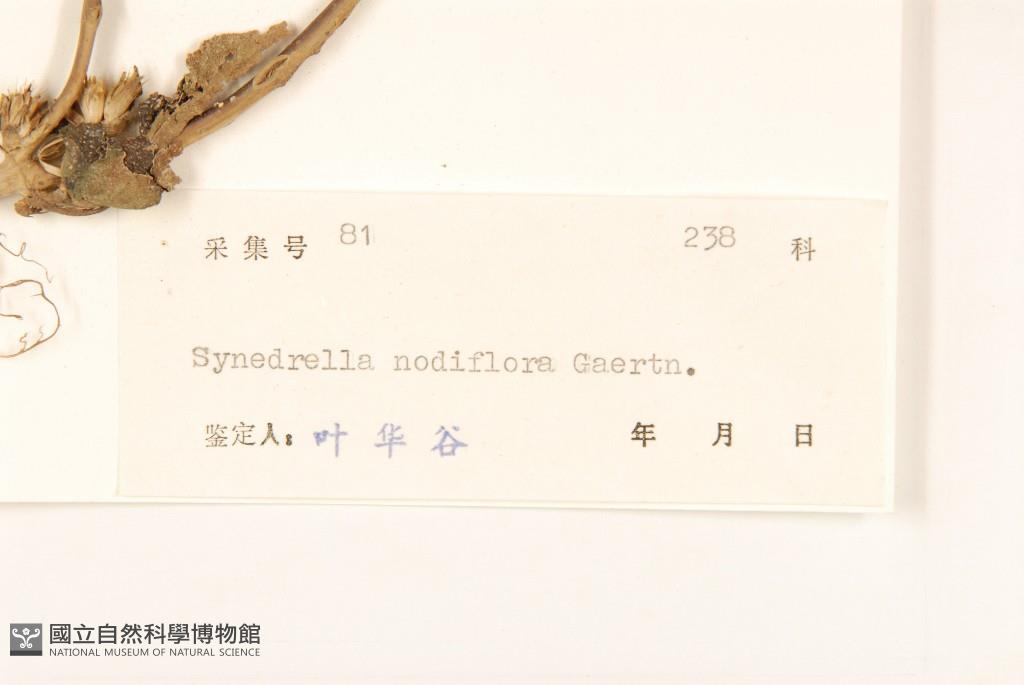 采集号 81 238 科
Synedrella nodiflora Gaertn.
鉴定人: 叶华谷 年 月 日
國立自然科學博物館
NATIONAL MUSEUM OF NATURAL SCIENCE